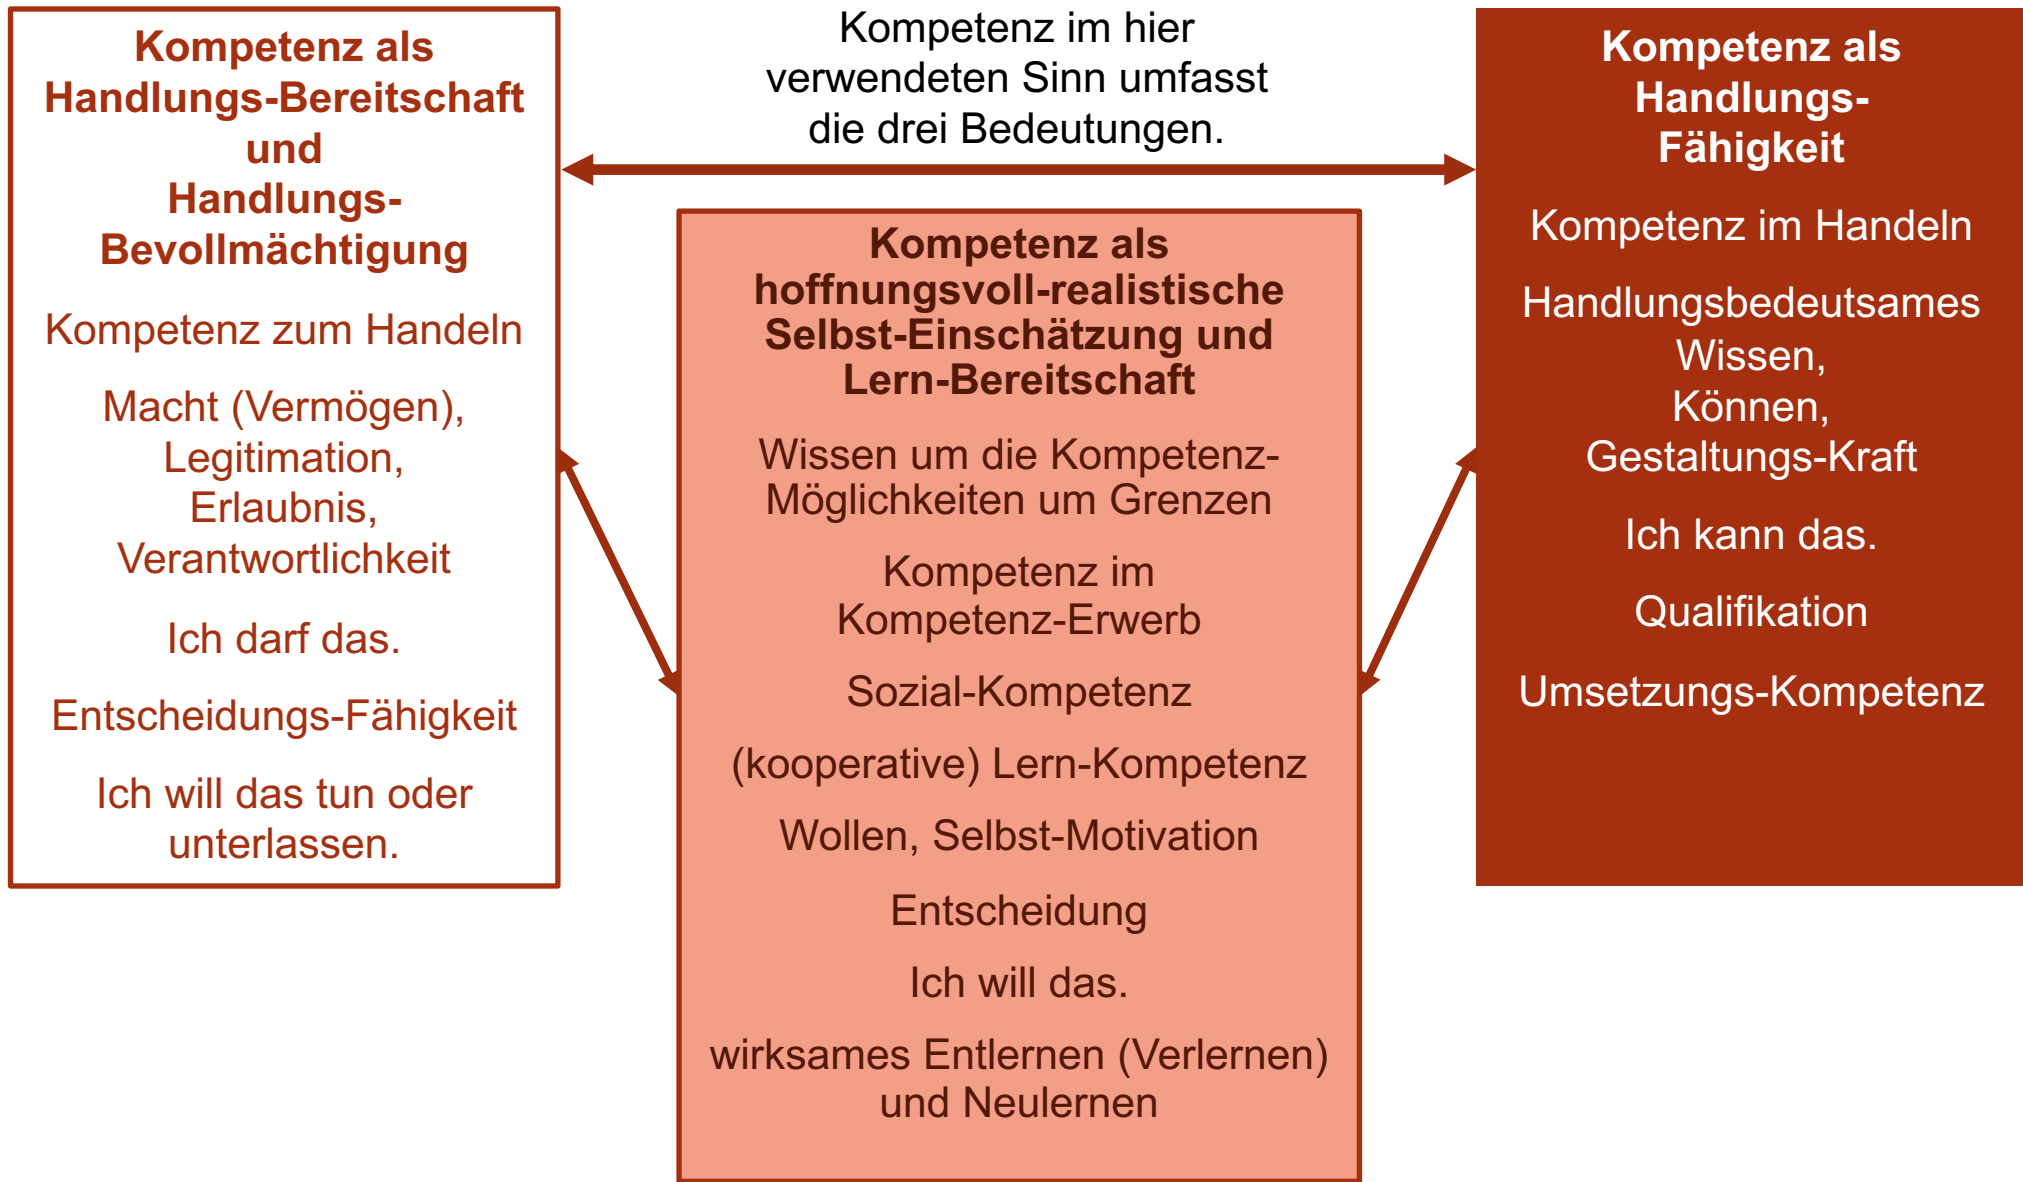 Kompetenz als
Handlungs-Bereitschaft
und
Handlungs-
Bevollmächtigung
Kompetenz zum Handeln
Macht (Vermögen),
Legitimation,
Erlaubnis,
Verantwortlichkeit
Ich darf das.
Entscheidungs-Fähigkeit
Ich will das tun oder
unterlassen.
Kompetenz im hier
verwendeten Sinn umfasst
die drei Bedeutungen.
Kompetenz als
hoffnungsvoll-realistische
Selbst-Einschätzung und
Lern-Bereitschaft
Wissen um die Kompetenz-
Möglichkeiten um Grenzen
Kompetenz im
Kompetenz-Erwerb
Sozial-Kompetenz
(kooperative) Lern-Kompetenz
Wollen, Selbst-Motivation
Entscheidung
Ich will das.
wirksames Entlernen (Verlernen)
und Neulernen
Kompetenz als
Handlungs-
Fähigkeit
Kompetenz im Handeln
Handlungsbedeutsames
Wissen,
Können,
Gestaltungs-Kraft
Ich kann das.
Qualifikation
Umsetzungs-Kompetenz